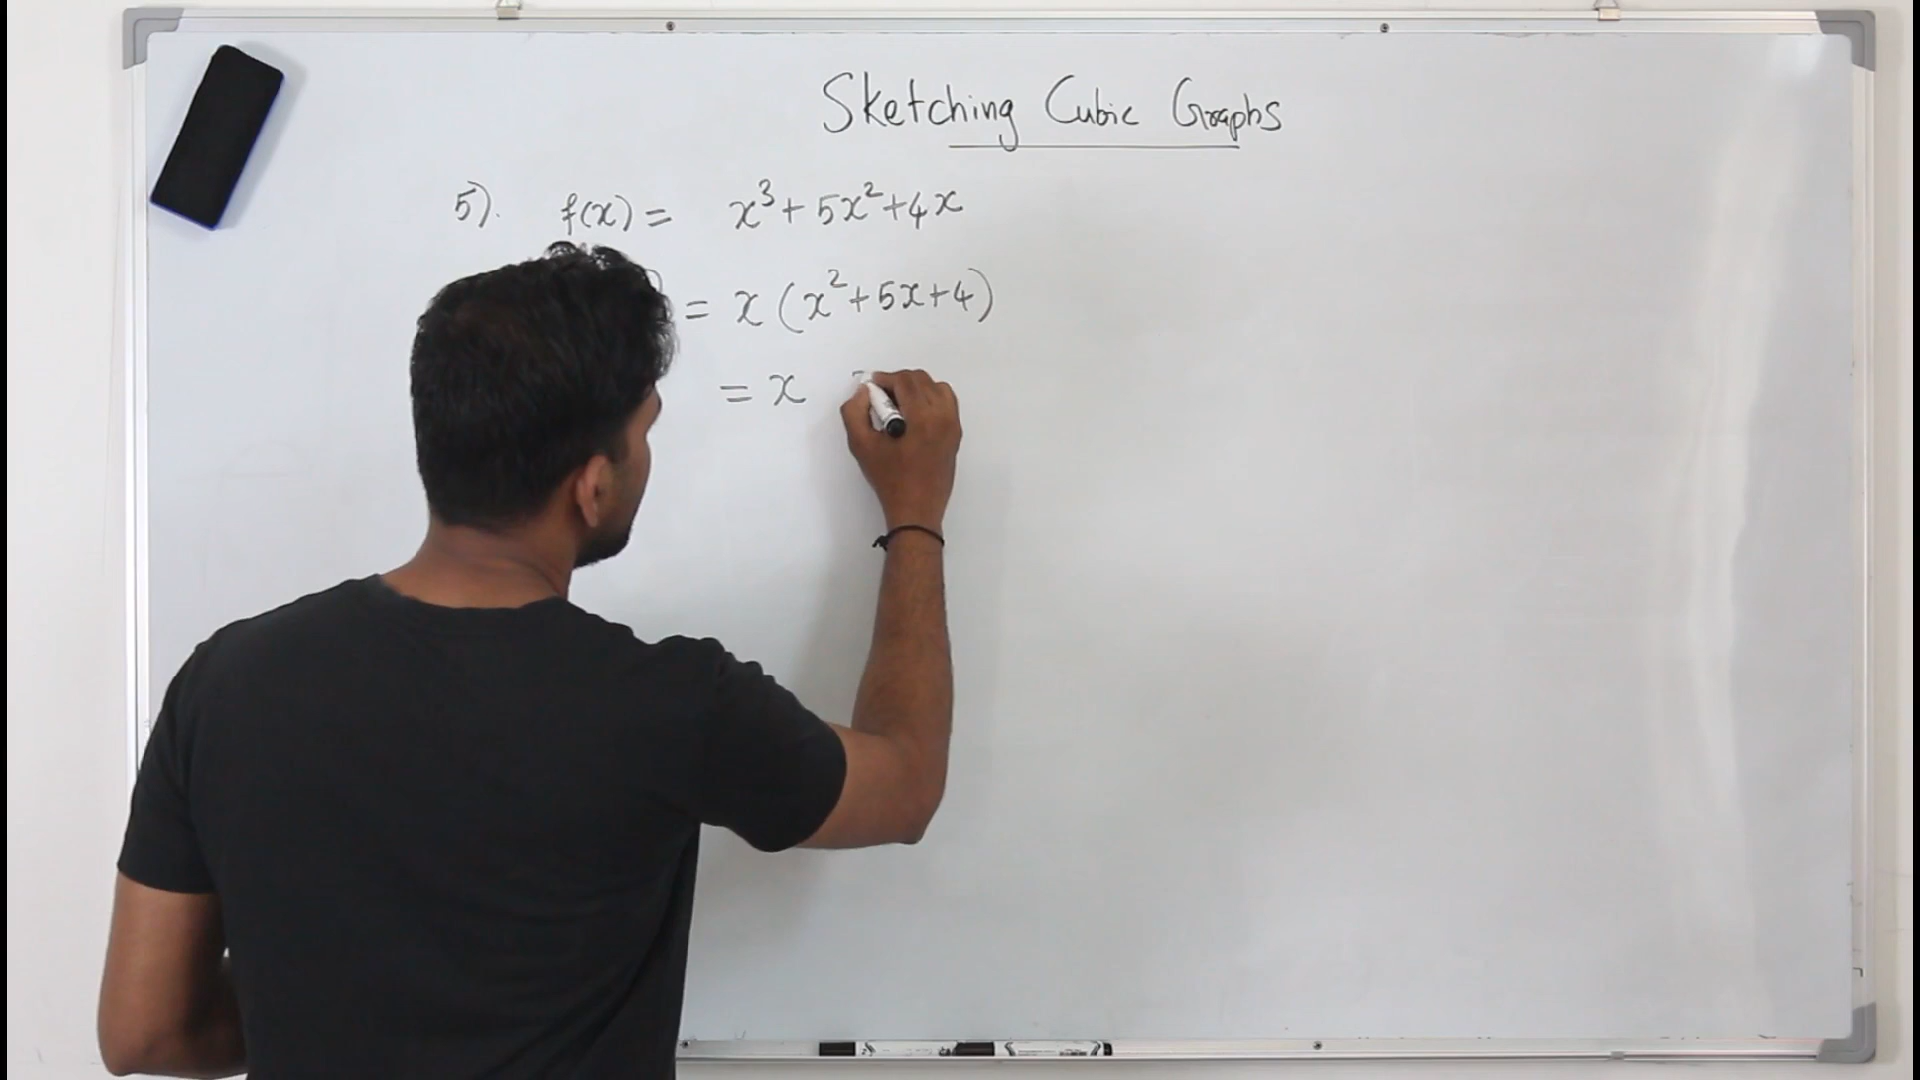 Sketching Cubic Graphs
5). f(x) = x³ + 5x² + 4x
= x (x² + 5x + 4)
= x